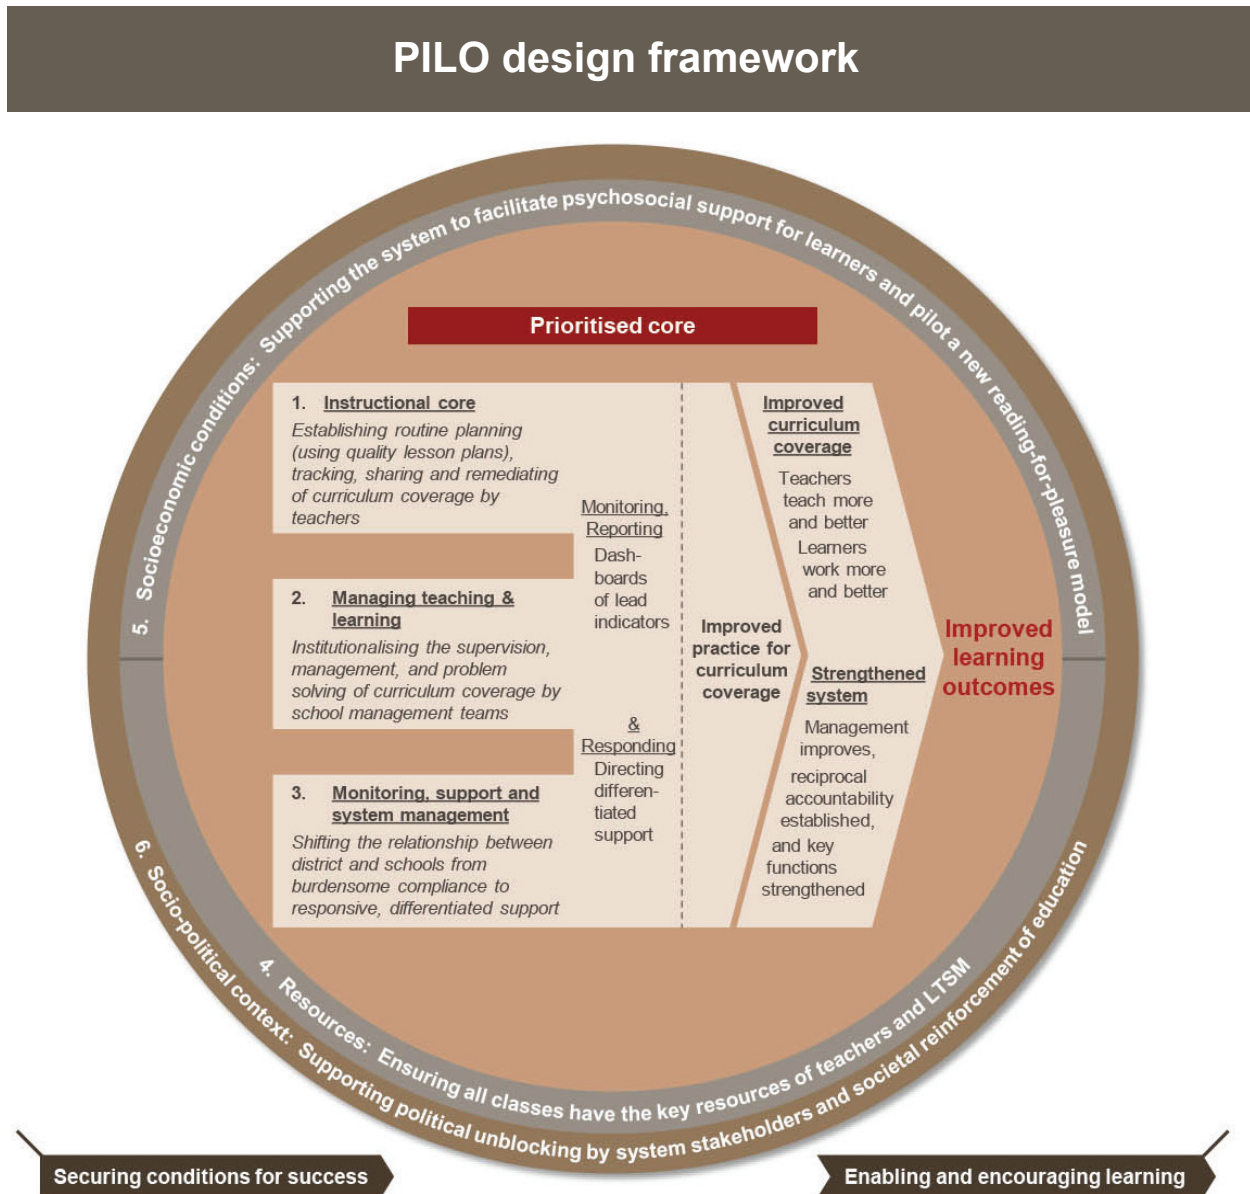 PILO design framework
5. Socioeconomic conditions: Supporting the system to facilitate psychosocial support for learners and pilot a new reading-for-pleasure model
Prioritised core
1. Instructional core
Establishing routine planning
(using quality lesson plans),
tracking, sharing and remediating
of curriculum coverage by
teachers
2. Managing teaching &
learning
Institutionalising the supervision,
management, and problem
solving of curriculum coverage by
school management teams
3. Monitoring, support and
system management
Shifting the relationship between
district and schools from
burdensome compliance to
responsive, differentiated support
Monitoring,
Reporting
Dash-
boards
of lead
indicators
&
Responding
Directing
differen-
tiated
support
Improved
practice for
curriculum
coverage
Improved
curriculum
coverage
Teachers
teach more
and better
Learners
work more
and better
Strengthened
system
Management
improves,
reciprocal
accountability
established,
and key
functions
strengthened
Improved
learning
outcomes
4. Resources: Ensuring all classes have the key resources of teachers and LTSM
6. Socio-political context: Supporting political unblocking by system stakeholders and societal reinforcement of education
Securing conditions for success
Enabling and encouraging learning